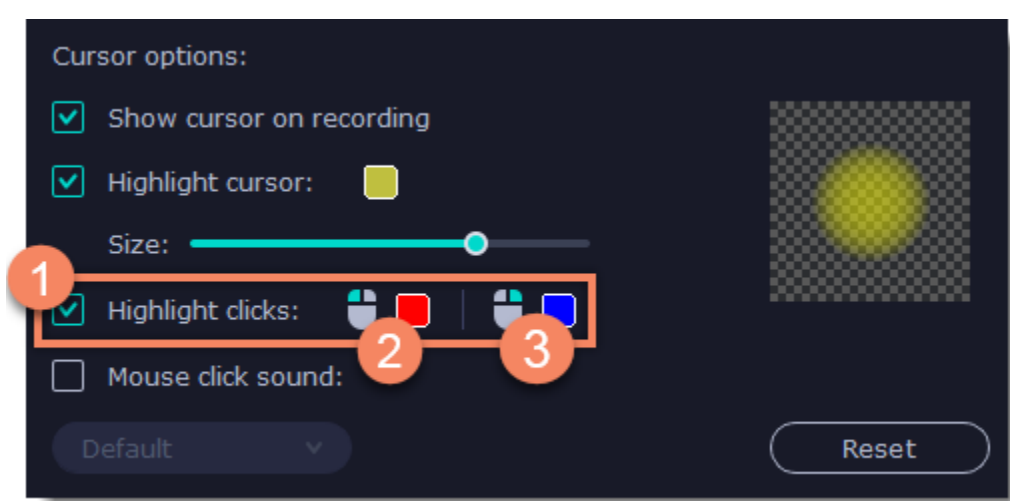 Cursor options:
Show cursor on recording
Highlight cursor:
Size:
1
Highlight clicks:
2
3
Mouse click sound:
Default
Reset